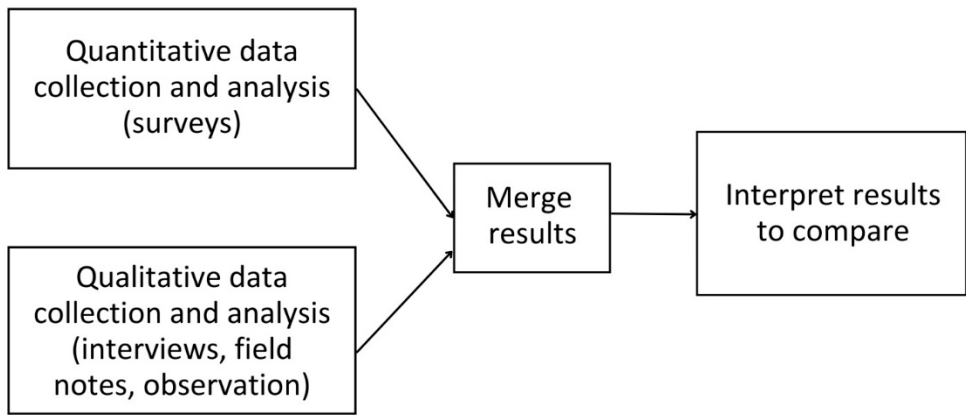 Quantitative data
collection and analysis
(surveys)
Qualitative data
collection and analysis
(interviews, field
notes, observation)
Merge
results
Interpret results
to compare